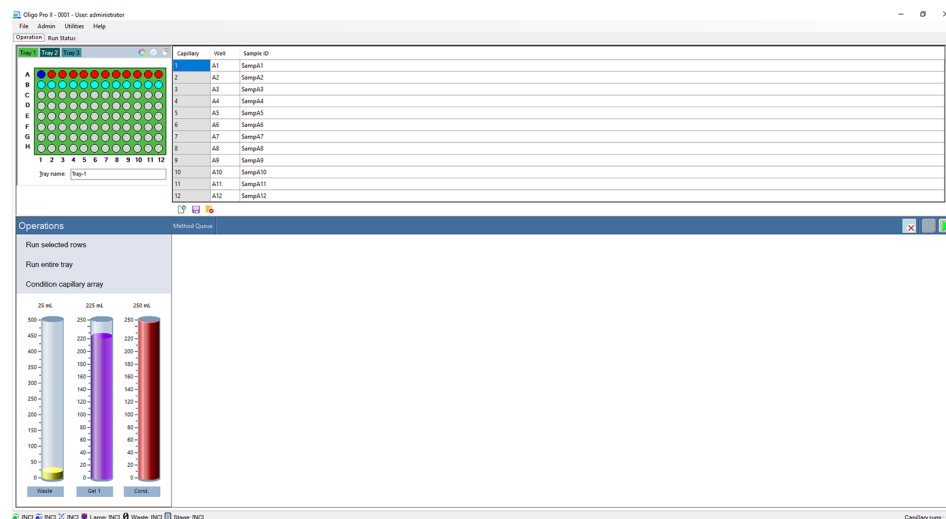 Oligo Pro II - 0001 - User: administrator
File Admin Utilities Help
Operation Run Status
Tray 1 Tray 2 Tray 3
A
B
C
D
E
F
G
H
1 2 3 4 5 6 7 8 9 10 11 12
Tray name: Tray-1
Capillary Well Sample ID
1 A1 SampA1
2 A2 SampA2
3 A3 SampA3
4 A4 SampA4
5 A5 SampA5
6 A6 SampA6
7 A7 SampA7
8 A8 SampA8
9 A9 SampA9
10 A10 SampA10
11 A11 SampA11
12 A12 SampA12
Operations
Method Queue
Run selected rows
Run entire tray
Condition capillary array
25 mL 225 mL 250 mL
500
450
400
350
300
250
200
150
100
50
0
250
220
200
180
160
140
120
100
80
60
40
20
0
250
220
200
180
160
140
120
100
80
60
40
20
0
Waste Gel 1 Cond.
[NC] [NC] [NC] Lamp: [NC] Waste: [NC] Stage: [NC] Capillary runs :